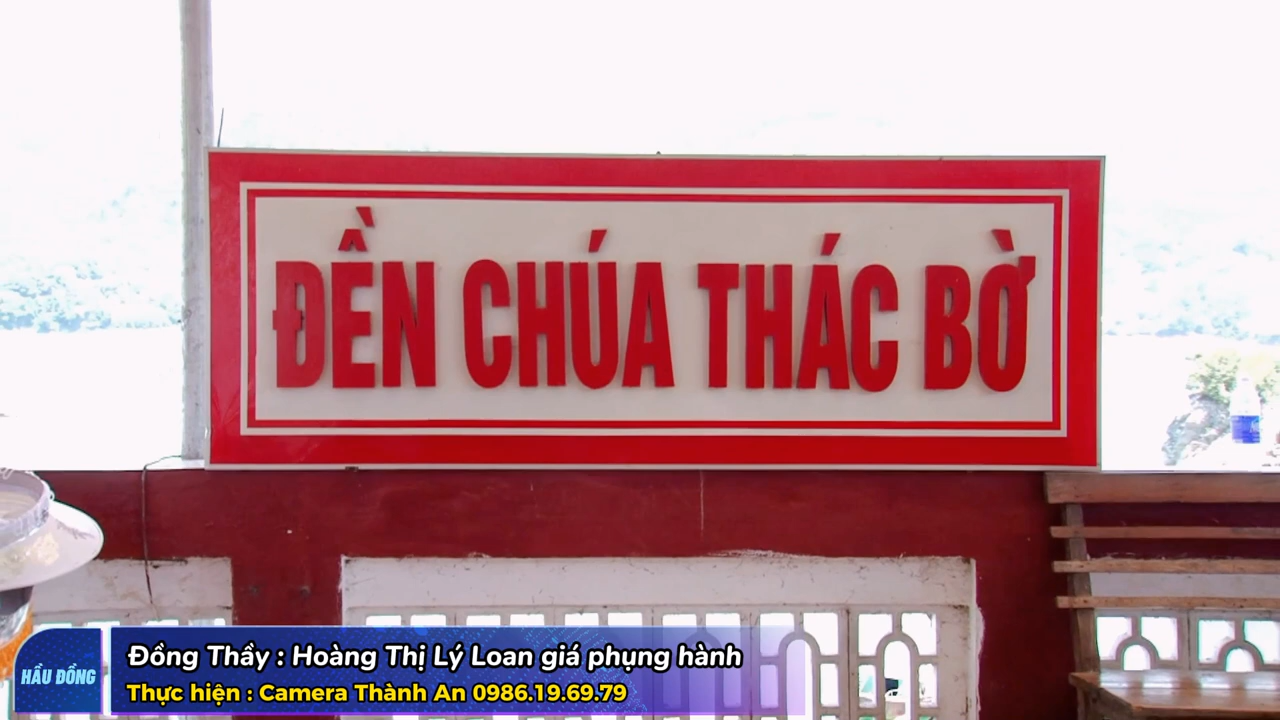 ĐỀN CHÚA THÁC BỜ
HẦU ĐỒNG
Đồng Thầy : Hoàng Thị Lý Loan giá phụng hành
Thực hiện : Camera Thành An 0986.19.69.79